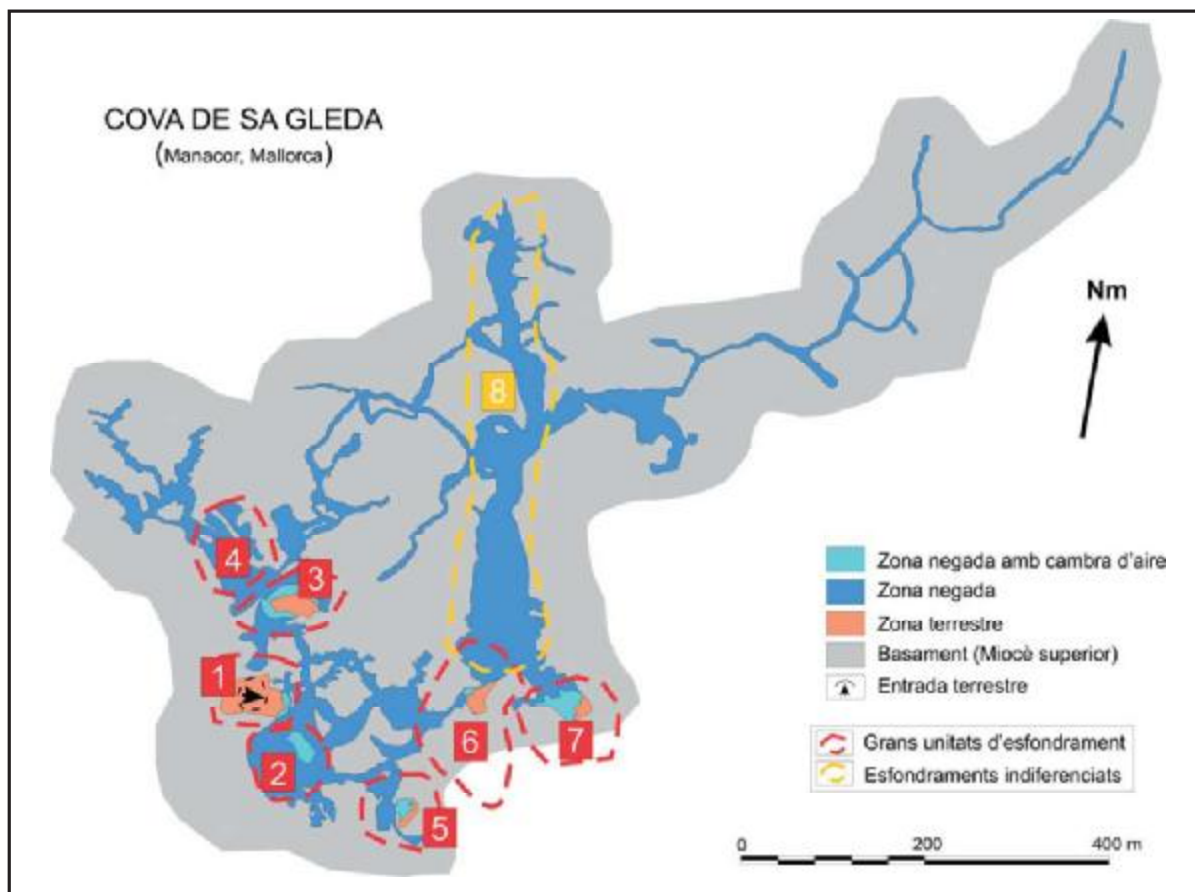 COVA DE SA GLEDA
(Manacor, Mallorca)
Nm
8
4
3
1
2
6
7
5
Zona negada amb cambra d'aire
Zona negada
Zona terrestre
Basament (Miocè superior)
Entrada terrestre
Grans unitats d'esfondrament
Esfondraments indiferenciats
0 200 400 m